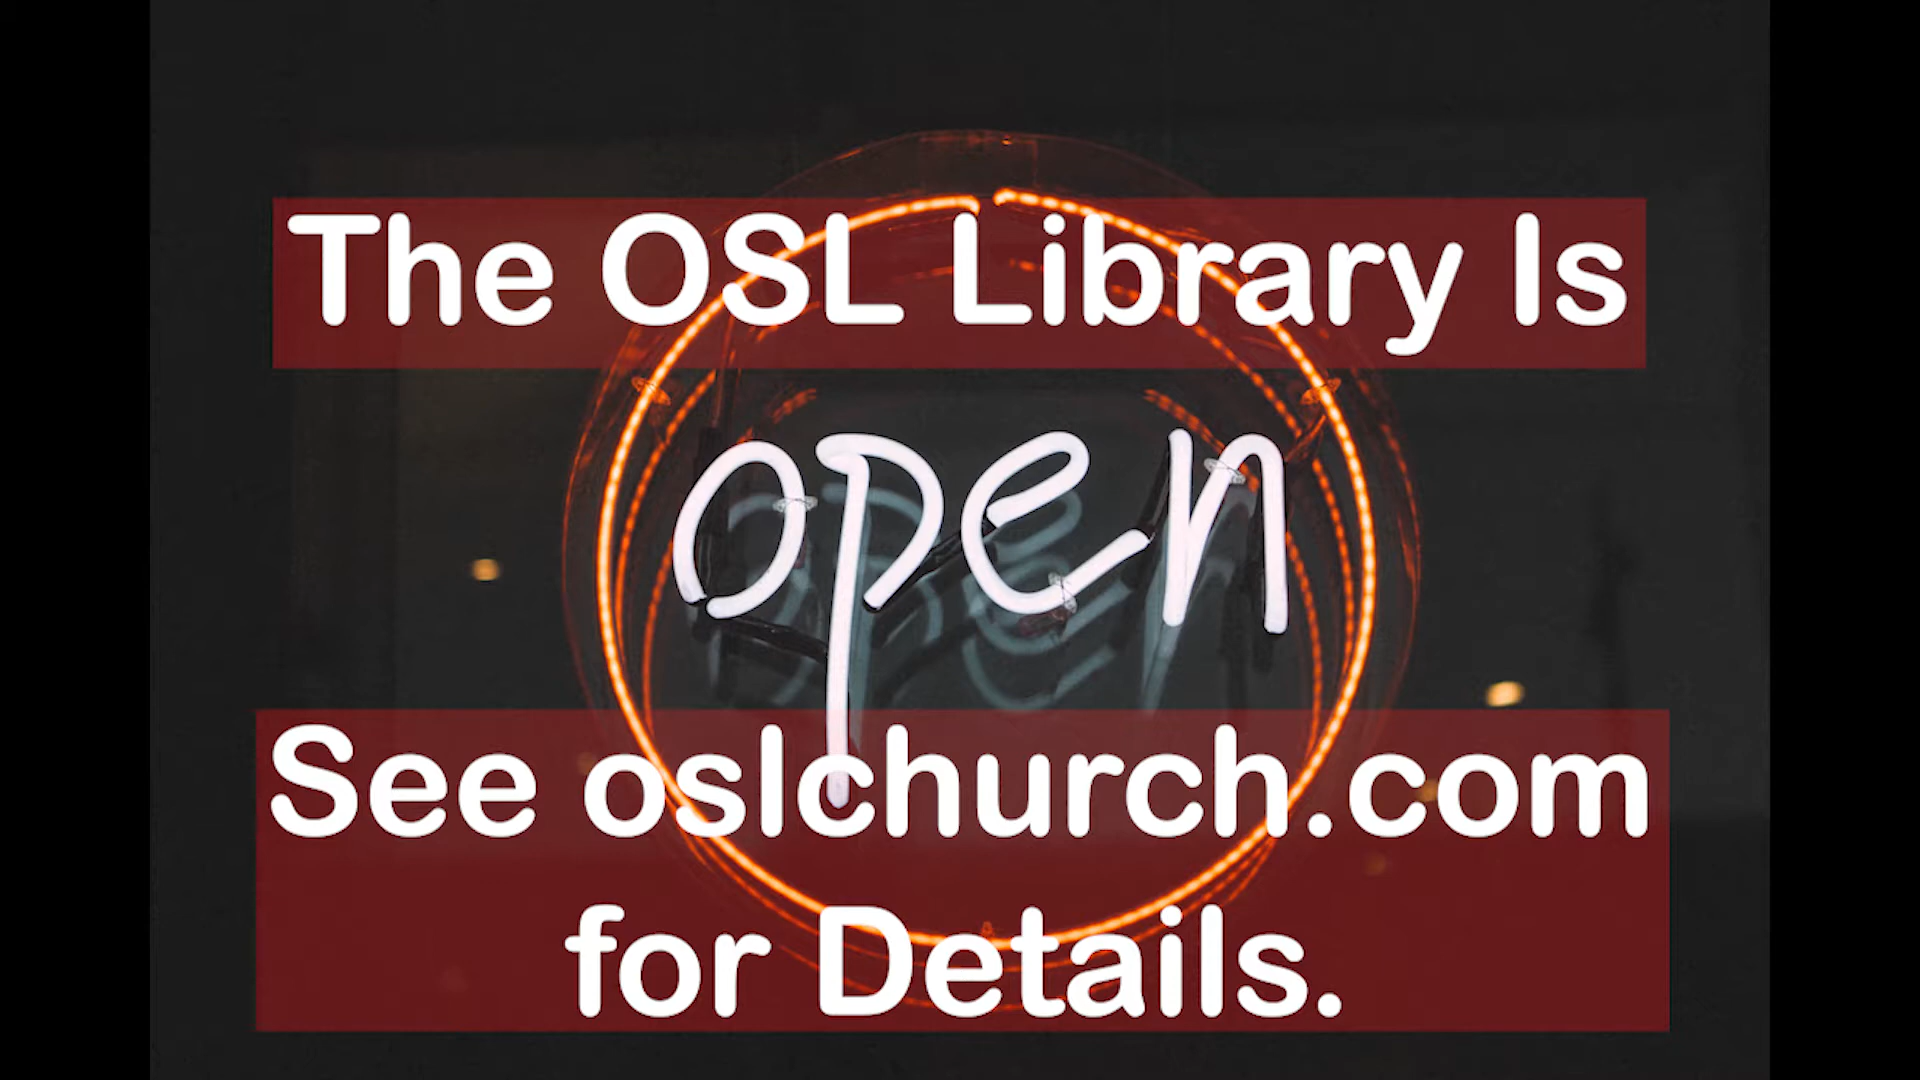 The OSL Library Is
open
See oslchurch.com
for Details.